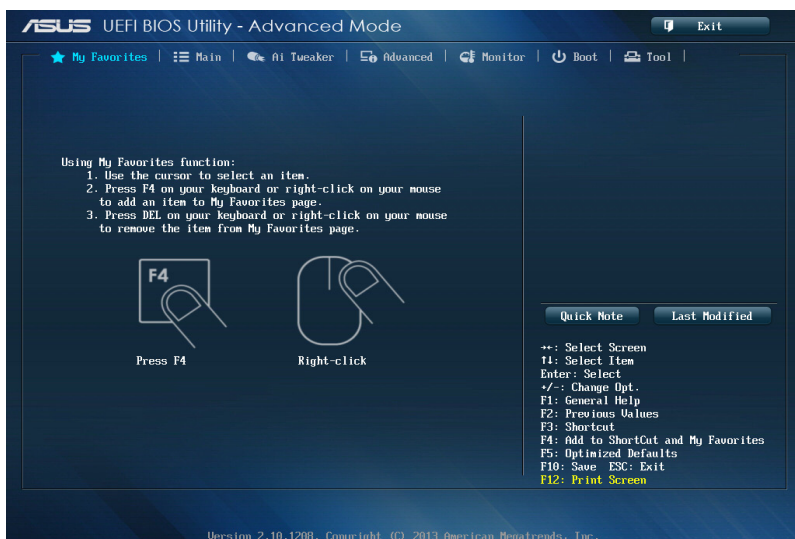 ASUS UEFI BIOS Utility - Advanced Mode
Exit
My Favorites | Main | Ai Tweaker | Advanced | Monitor | Boot | Tool |
Using My Favorites function:
1. Use the cursor to select an item.
2. Press F4 on your keyboard or right-click on your mouse
to add an item to My Favorites page.
3. Press DEL on your keyboard or right-click on your mouse
to remove the item from My Favorites page.
F4
Press F4
Right-click
Quick Note
Last Modified
→←: Select Screen
↑↓: Select Item
Enter: Select
+/-: Change Opt.
F1: General Help
F2: Previous Values
F3: Shortcut
F4: Add to ShortCut and My Favorites
F5: Optimized Defaults
F10: Save ESC: Exit
F12: Print Screen
Version 2.10.1208. Copyright (C) 2013 American Megatrends, Inc.